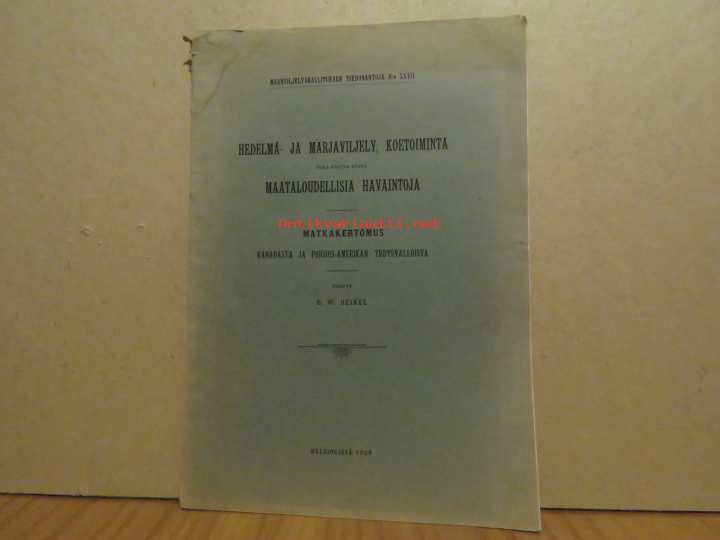 MAANVILJELYSHALLITUKSEN TIEDONANTOJA N:o LXVII
HEDELMÄ- JA MARJAVILJELY, KOETOIMINTA
MAATALOUDELLISIA HAVAINTOJA
Antikvariaatti.net
MATKAKERTOMUS
KANADASTA JA POHJOIS-AMERIKAN YHDYSVALLOISTA
B. W. HEIKEL
HELSINGISSÄ